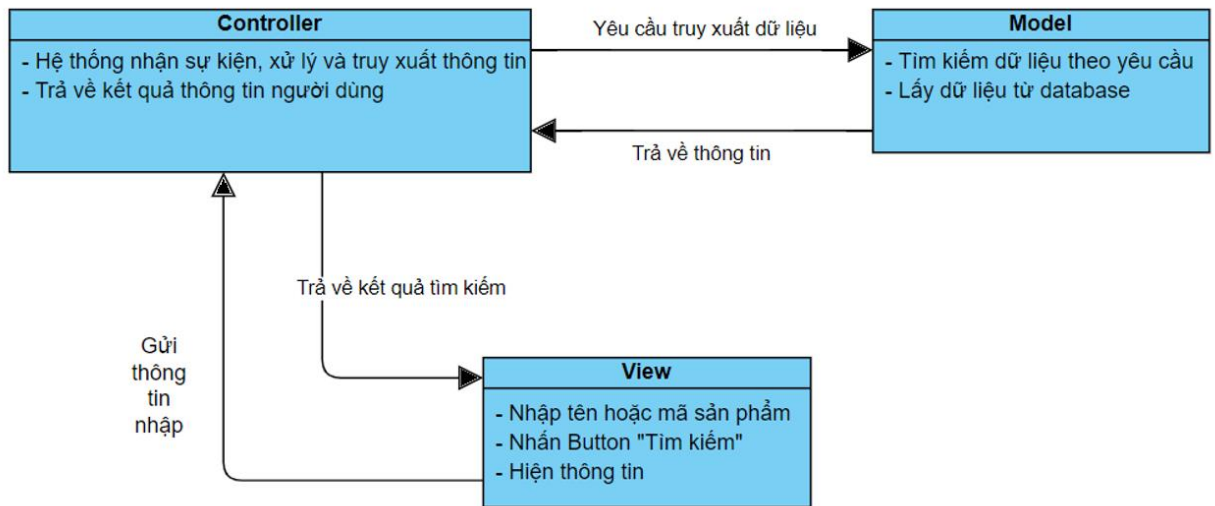 Controller
- Hệ thống nhận sự kiện, xử lý và truy xuất thông tin
- Trả về kết quả thông tin người dùng
Yêu cầu truy xuất dữ liệu
Model
- Tìm kiếm dữ liệu theo yêu cầu
- Lấy dữ liệu từ database
Trả về thông tin
Trả về kết quả tìm kiếm
Gửi
thông
tin
nhập
View
- Nhập tên hoặc mã sản phẩm
- Nhấn Button "Tìm kiếm"
- Hiện thông tin